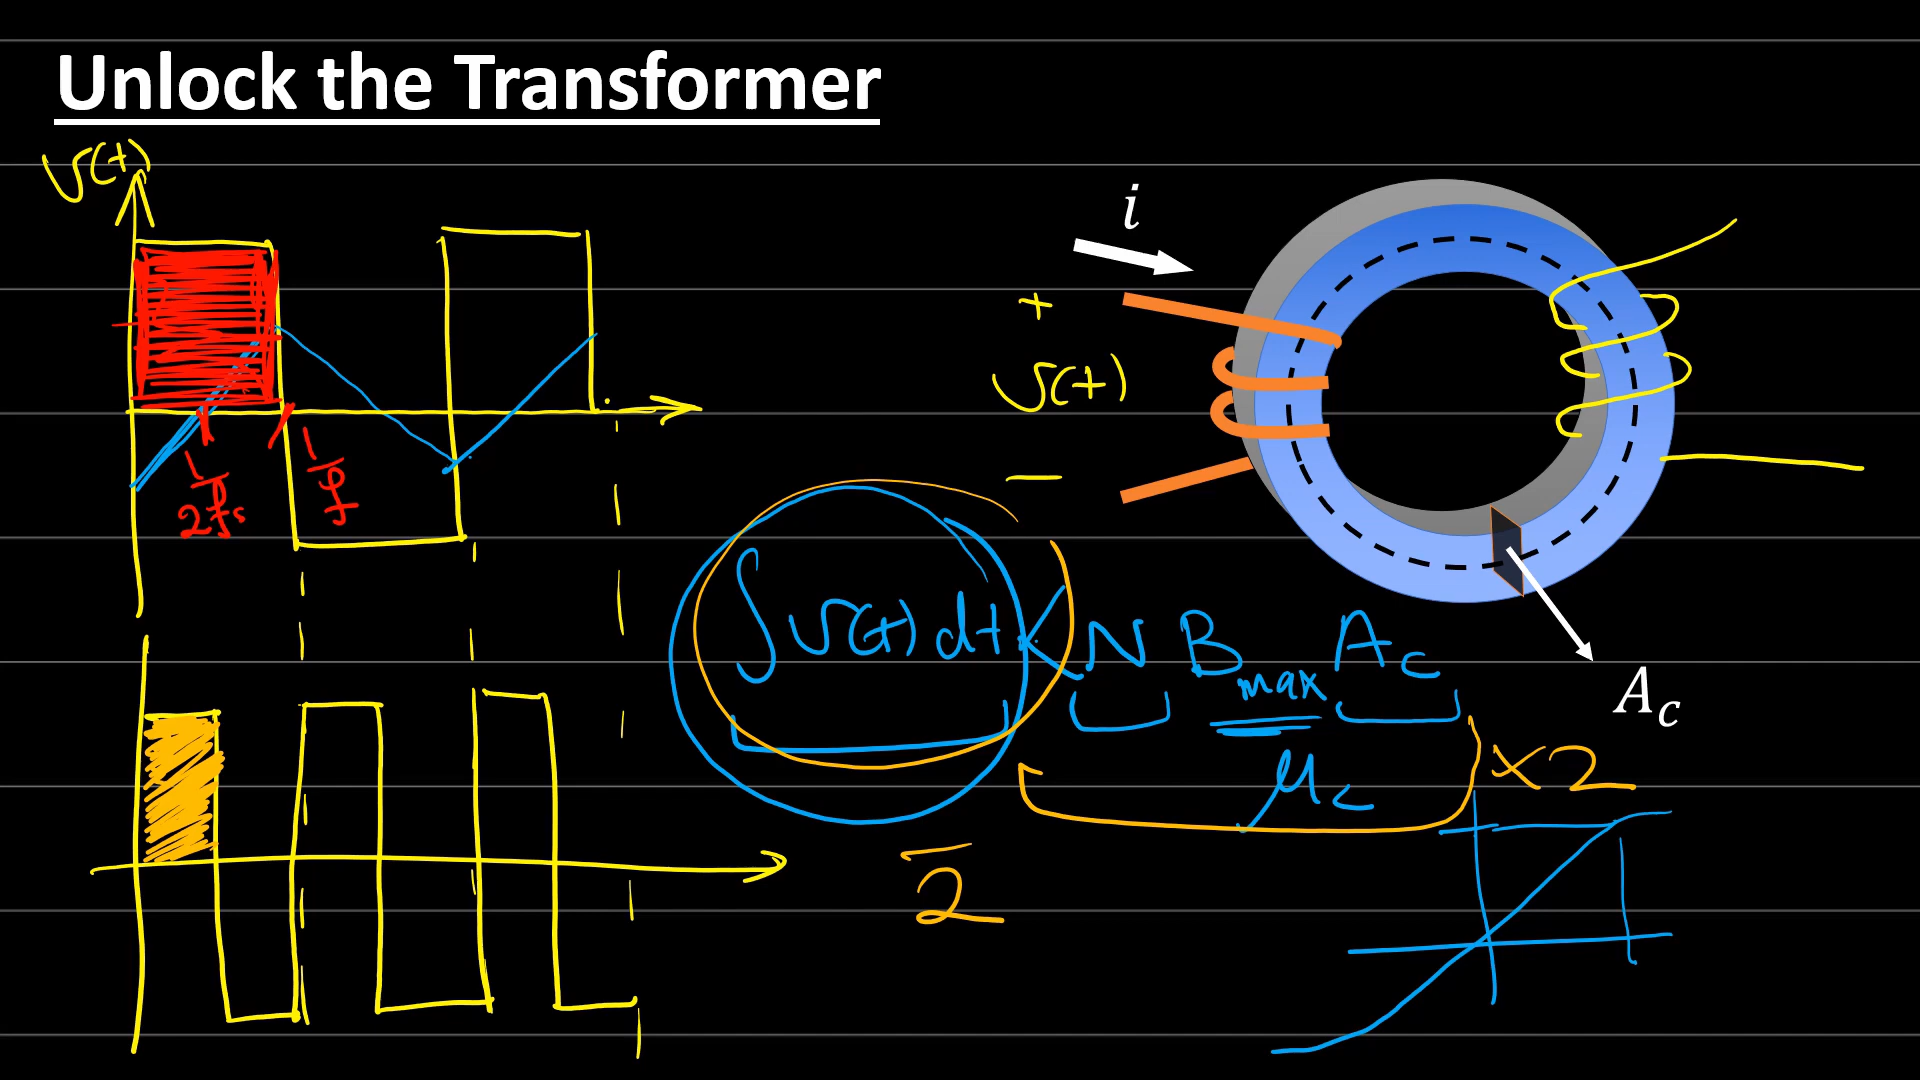 Unlock the Transformer
v(t)
i
+
v(t)
−
1/2fs
1/f
∫v(t)dt < N Bmax Ac
Ac
μc
×2
2